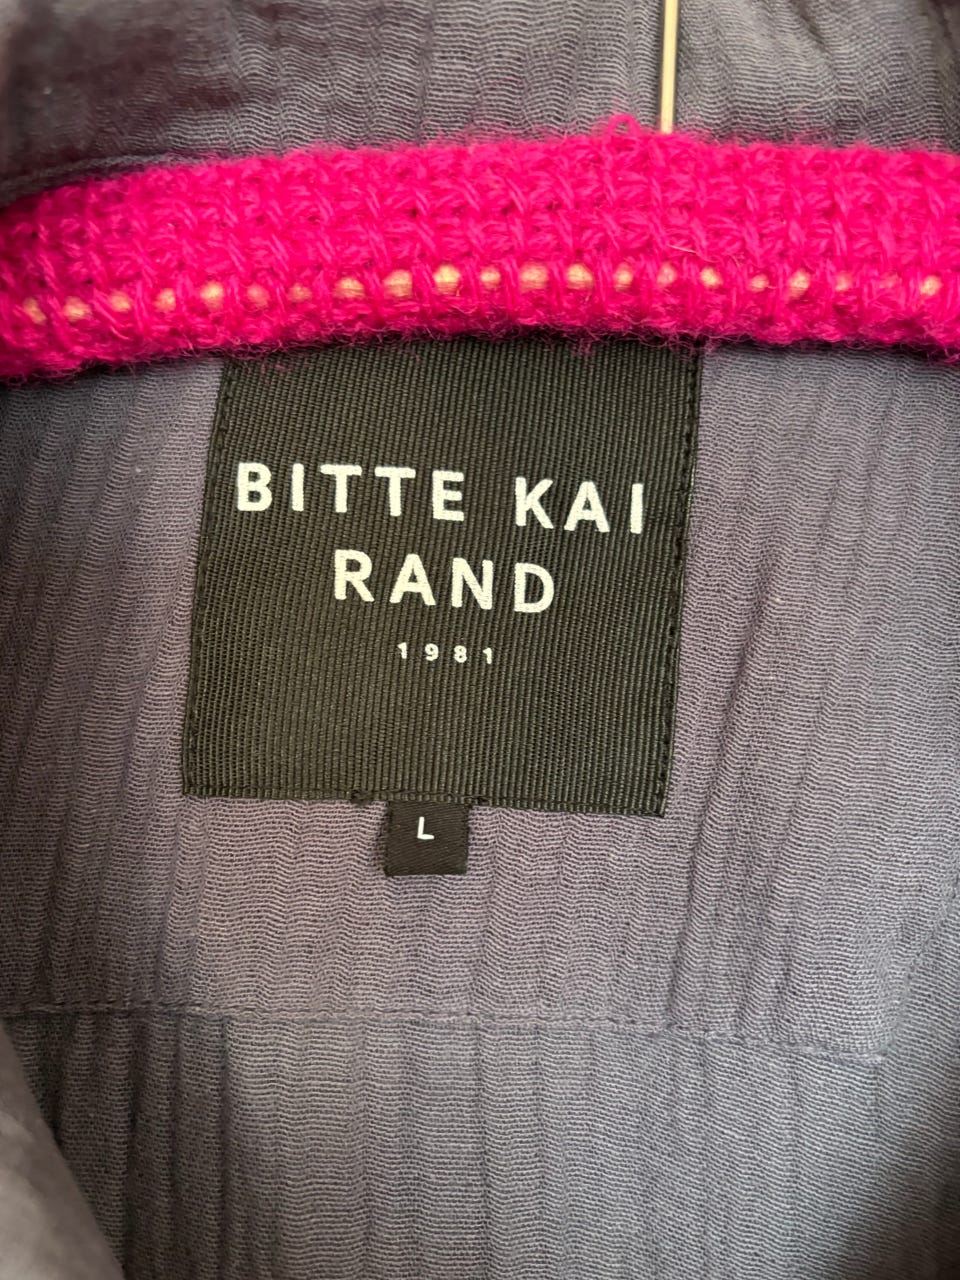 BITTE KAI
RAND
1981
L